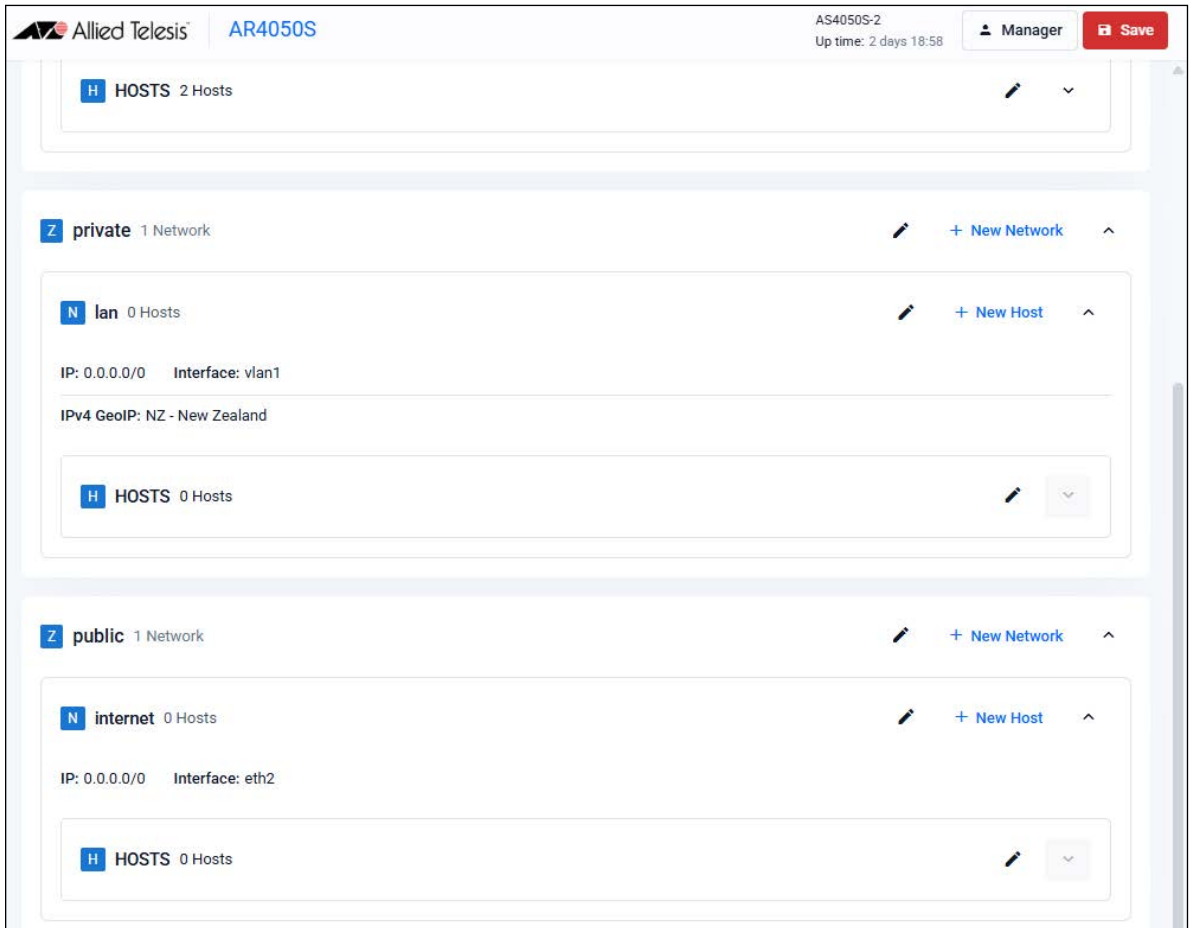 Allied Telesis AR4050S
AS4050S-2
Up time: 2 days 18:58
Manager
Save
H HOSTS 2 Hosts
Z private 1 Network + New Network
N lan 0 Hosts + New Host
IP: 0.0.0.0/0 Interface: vlan1
IPv4 GeoIP: NZ - New Zealand
H HOSTS 0 Hosts
Z public 1 Network + New Network
N internet 0 Hosts + New Host
IP: 0.0.0.0/0 Interface: eth2
H HOSTS 0 Hosts